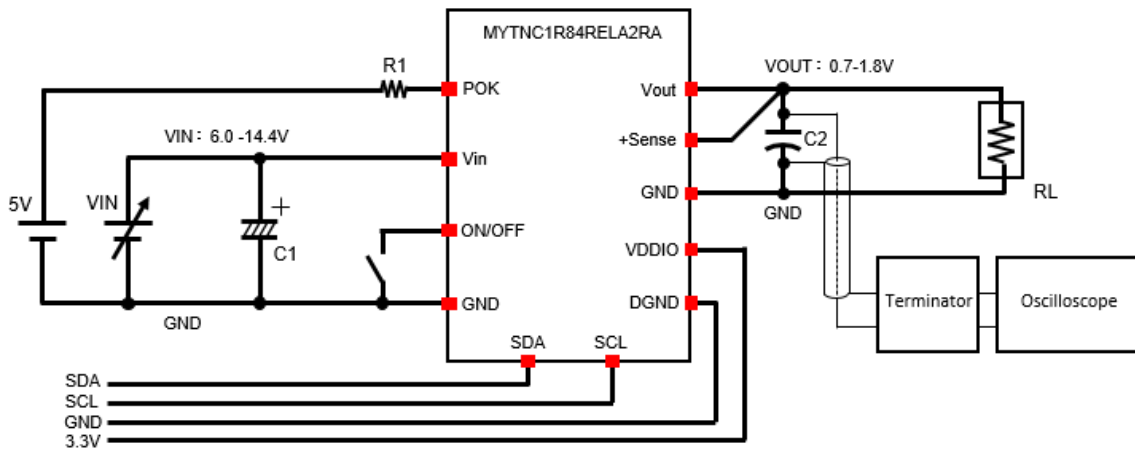 MYTNC1R84RELA2RA
R1
POK
Vout
VOUT : 0.7-1.8V
VIN : 6.0 -14.4V
+Sense
C2
Vin
GND
RL
5V
VIN
+
C1
ON/OFF
GND
VDDIO
GND
GND
DGND
Terminator
Oscilloscope
SDA
SCL
SDA
SCL
GND
3.3V